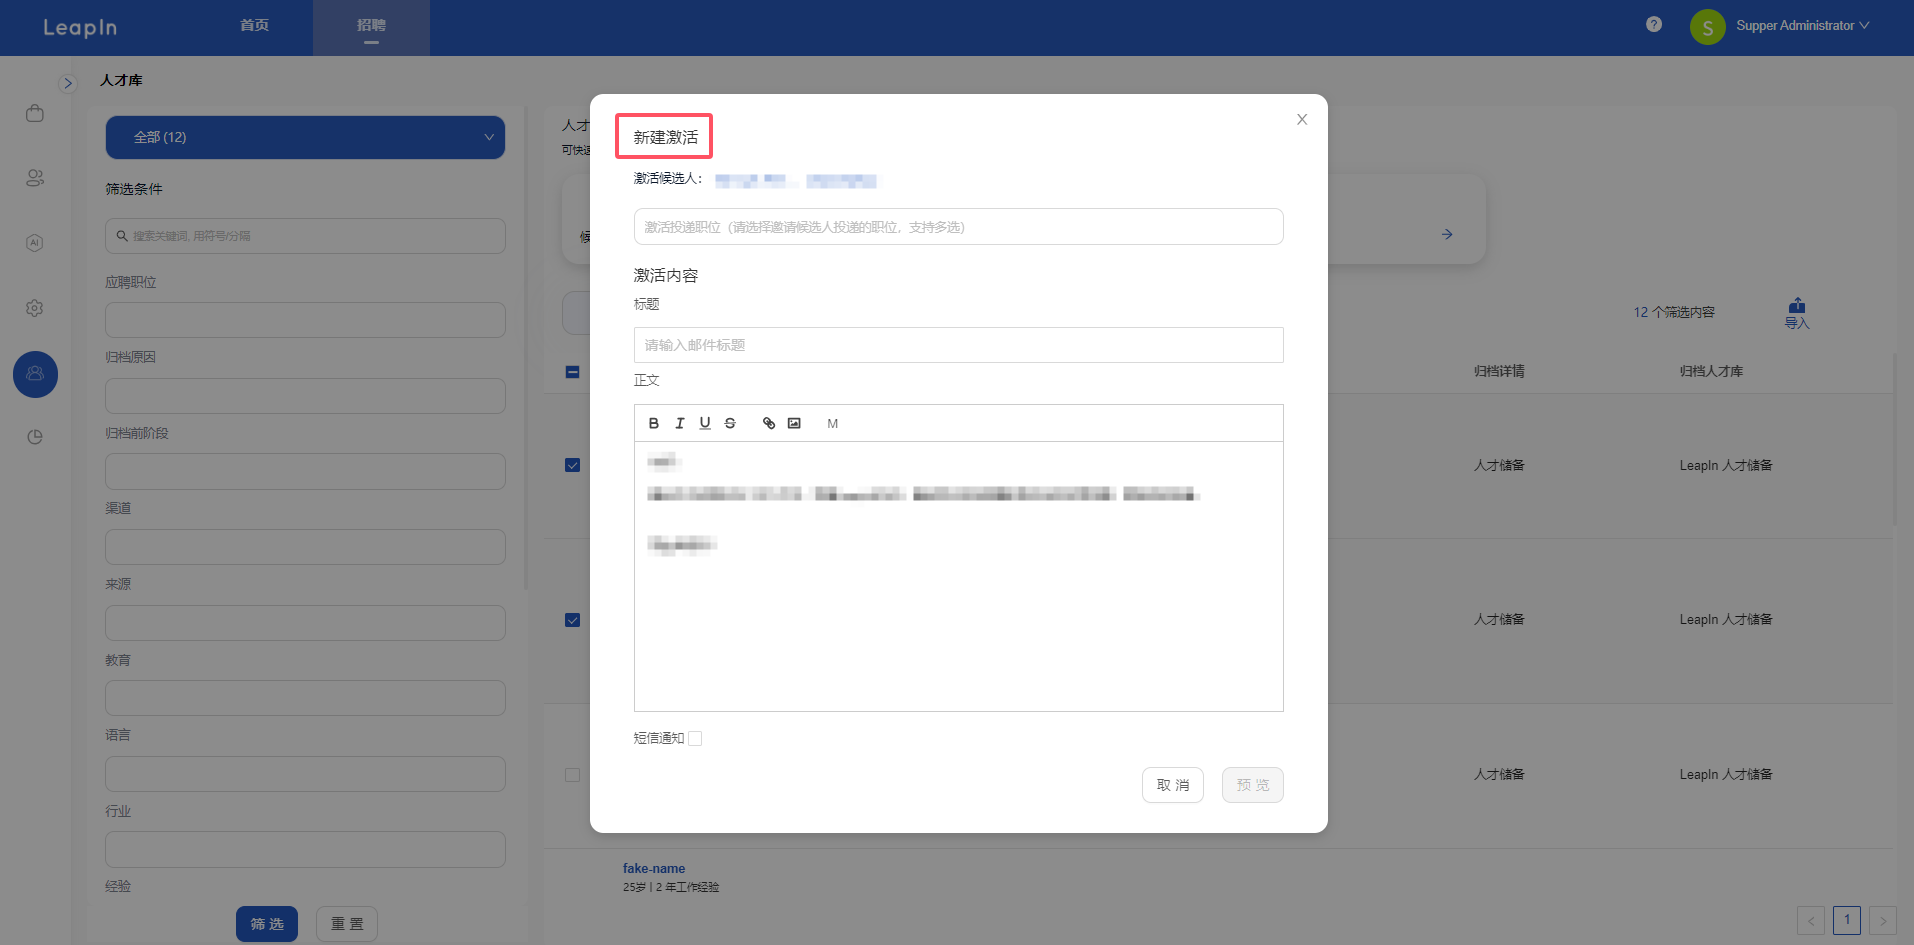 LeapIn
首页
招聘
?
S
Supper Administrator
人才库
全部 (12)
筛选条件
搜索关键词, 用符号/分隔
应聘职位
归档原因
归档前阶段
渠道
来源
教育
语言
行业
经验
筛 选
重 置
AI
人才
可快速
候
新建激活
激活候选人：
激活投递职位（请选择邀请候选人投递的职位，支持多选）
激活内容
标题
请输入邮件标题
正文
B I U S M
短信通知
取 消
预 览
12 个筛选内容
导入
归档详情
归档人才库
人才储备
LeapIn 人才储备
人才储备
LeapIn 人才储备
人才储备
LeapIn 人才储备
fake-name
25岁 | 2 年工作经验
< 1 >